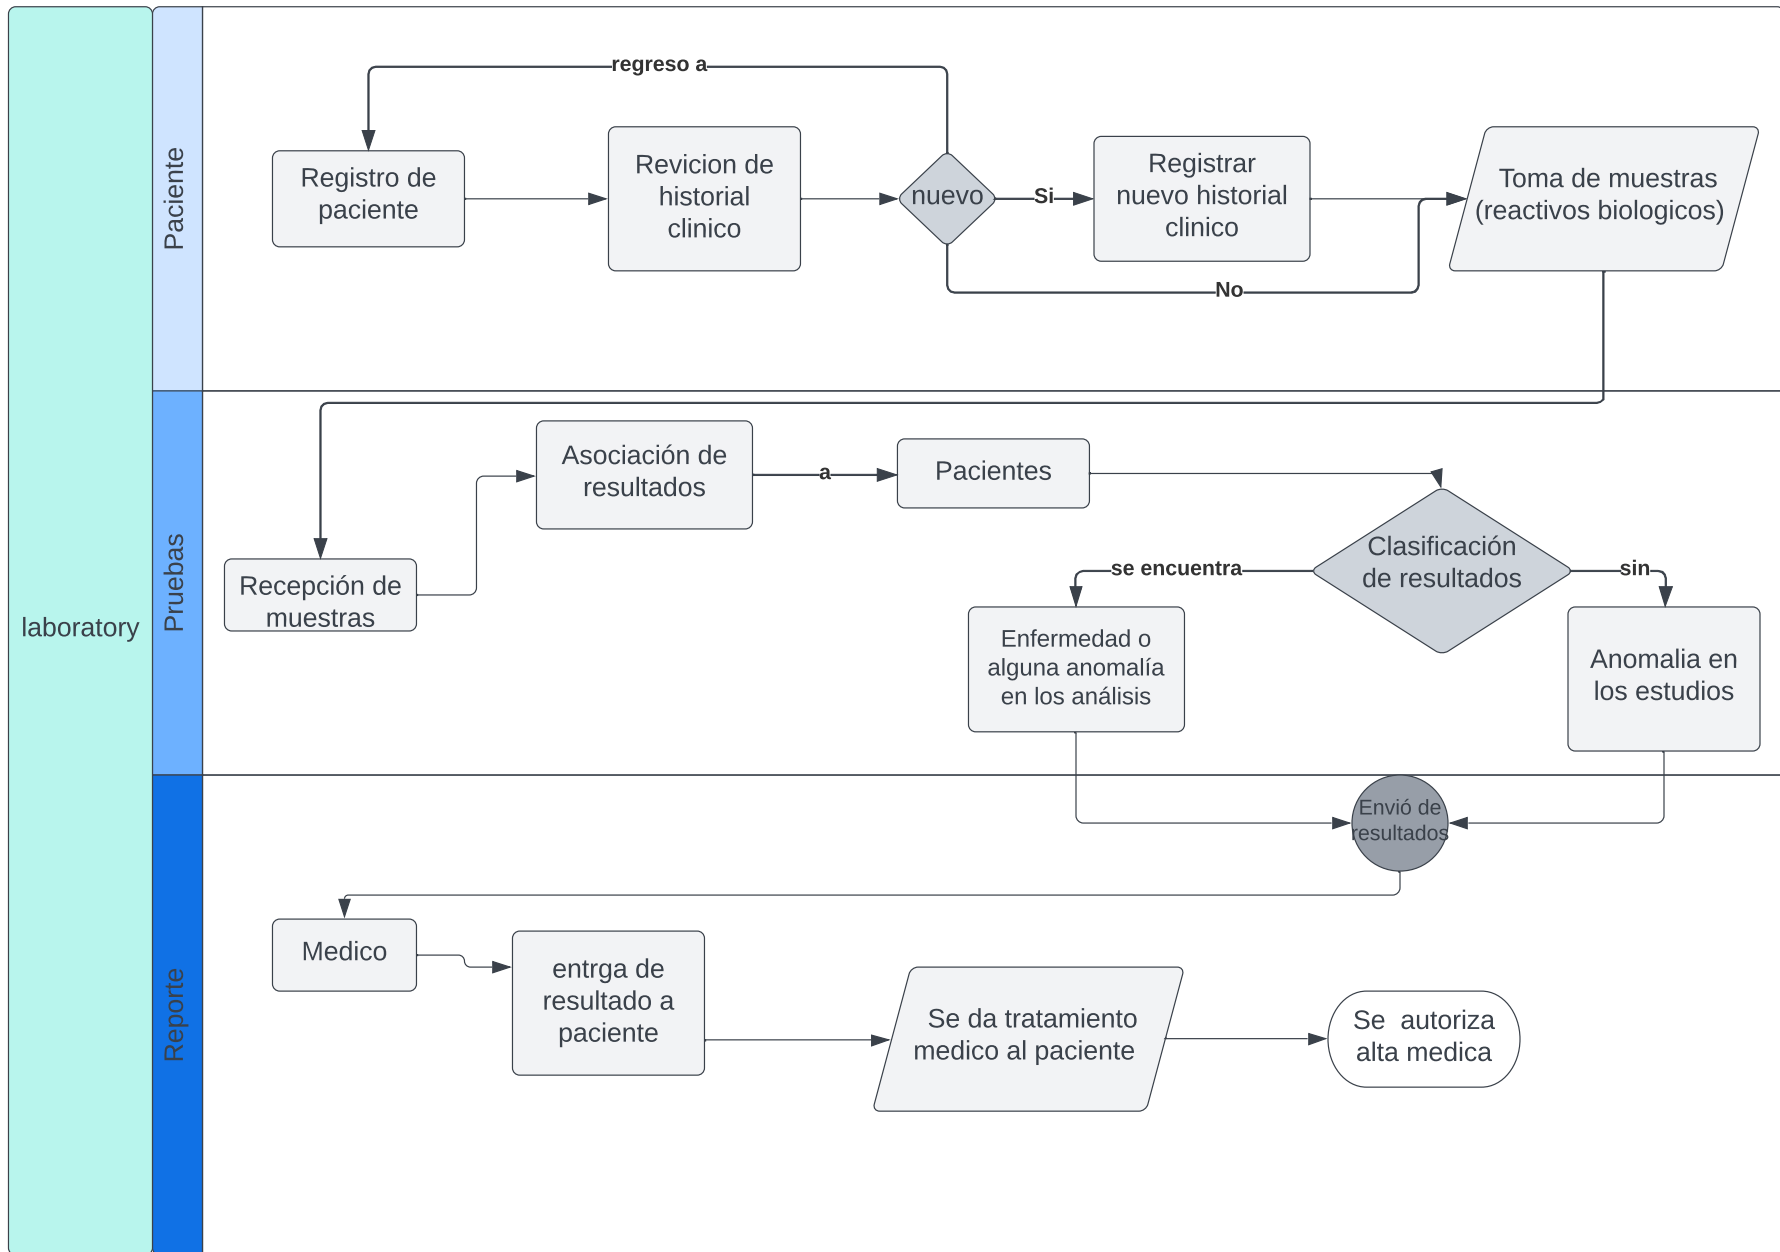 laboratory
Paciente
regreso a
Registro de
paciente
Revicion de
historial
clinico
nuevo
Si
Registrar
nuevo historial
clinico
Toma de muestras
(reactivos biologicos)
No
Pruebas
Recepción de
muestras
Asociación de
resultados
a
Pacientes
Clasificación
de resultados
se encuentra
sin
Enfermedad o
alguna anomalía
en los análisis
Anomalia en
los estudios
Reporte
Envió de
resultados
Medico
entrga de
resultado a
paciente
Se da tratamiento
medico al paciente
Se autoriza
alta medica